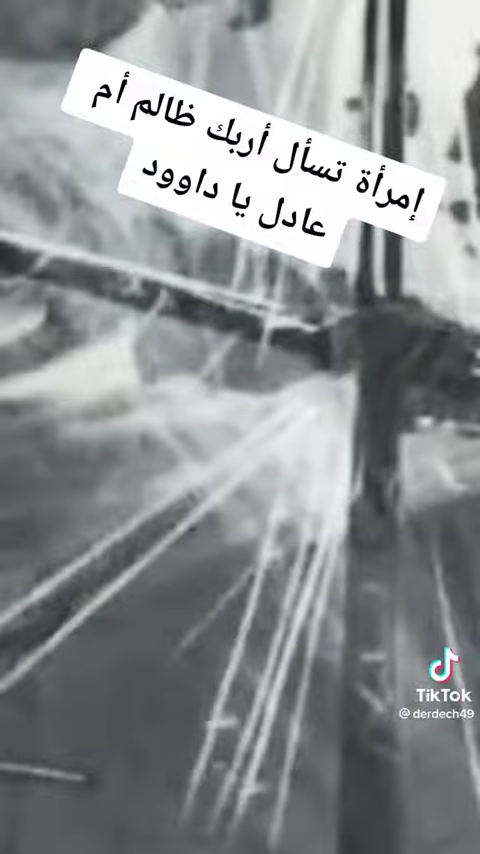 إمرأة تسأل أربك ظالم أم
عادل يا داوود
TikTok
@derdech49